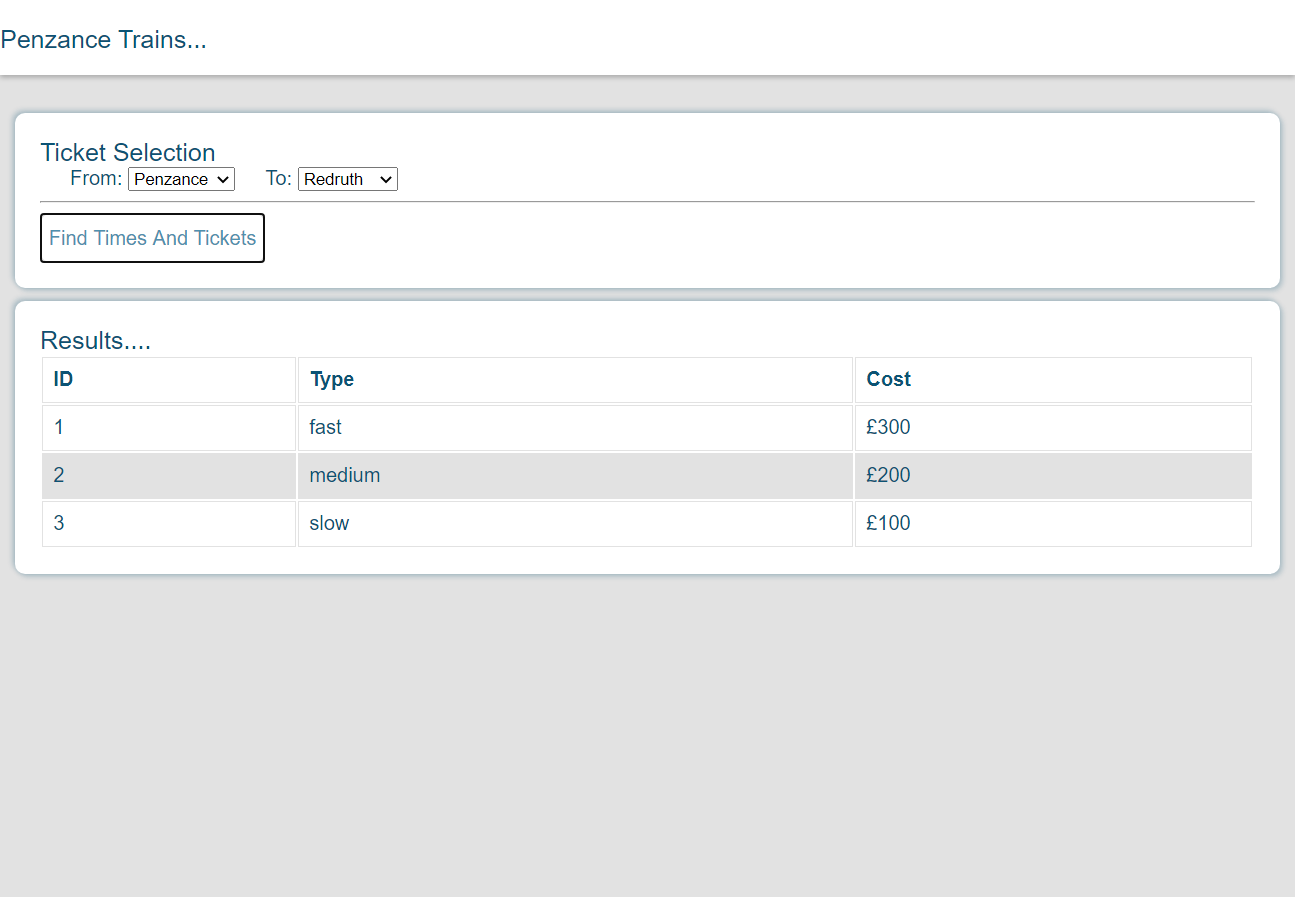 Penzance Trains...
Ticket Selection
From: Penzance To: Redruth
Find Times And Tickets
Results....
ID Type Cost
1 fast £300
2 medium £200
3 slow £100